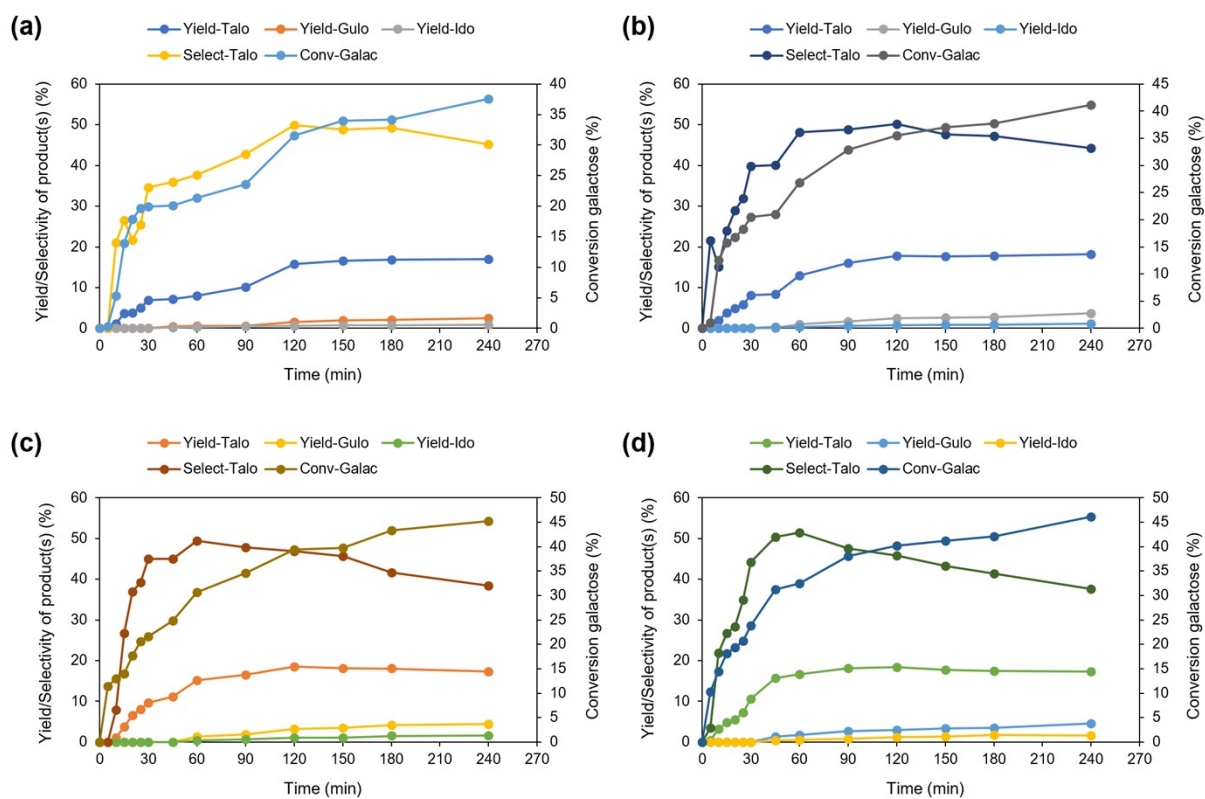 (a)
Yield-Talo Yield-Gulo Yield-Ido
Select-Talo Conv-Galac
Yield/Selectivity of product(s) (%)
60
50
40
30
20
10
0
40
35
30
25
20
15
10
5
0
Conversion galactose (%)
0 30 60 90 120 150 180 210 240 270
Time (min)
(b)
Yield-Talo Yield-Gulo Yield-Ido
Select-Talo Conv-Galac
Yield/Selectivity of product(s) (%)
60
50
40
30
20
10
0
45
40
35
30
25
20
15
10
5
0
Conversion galactose (%)
0 30 60 90 120 150 180 210 240 270
Time (min)
(c)
Yield-Talo Yield-Gulo Yield-Ido
Select-Talo Conv-Galac
Yield/Selectivity of product(s) (%)
60
50
40
30
20
10
0
50
45
40
35
30
25
20
15
10
5
0
Conversion galactose (%)
0 30 60 90 120 150 180 210 240 270
Time (min)
(d)
Yield-Talo Yield-Gulo Yield-Ido
Select-Talo Conv-Galac
Yield/Selectivity of product(s) (%)
60
50
40
30
20
10
0
50
45
40
35
30
25
20
15
10
5
0
Conversion galactose (%)
0 30 60 90 120 150 180 210 240 270
Time (min)